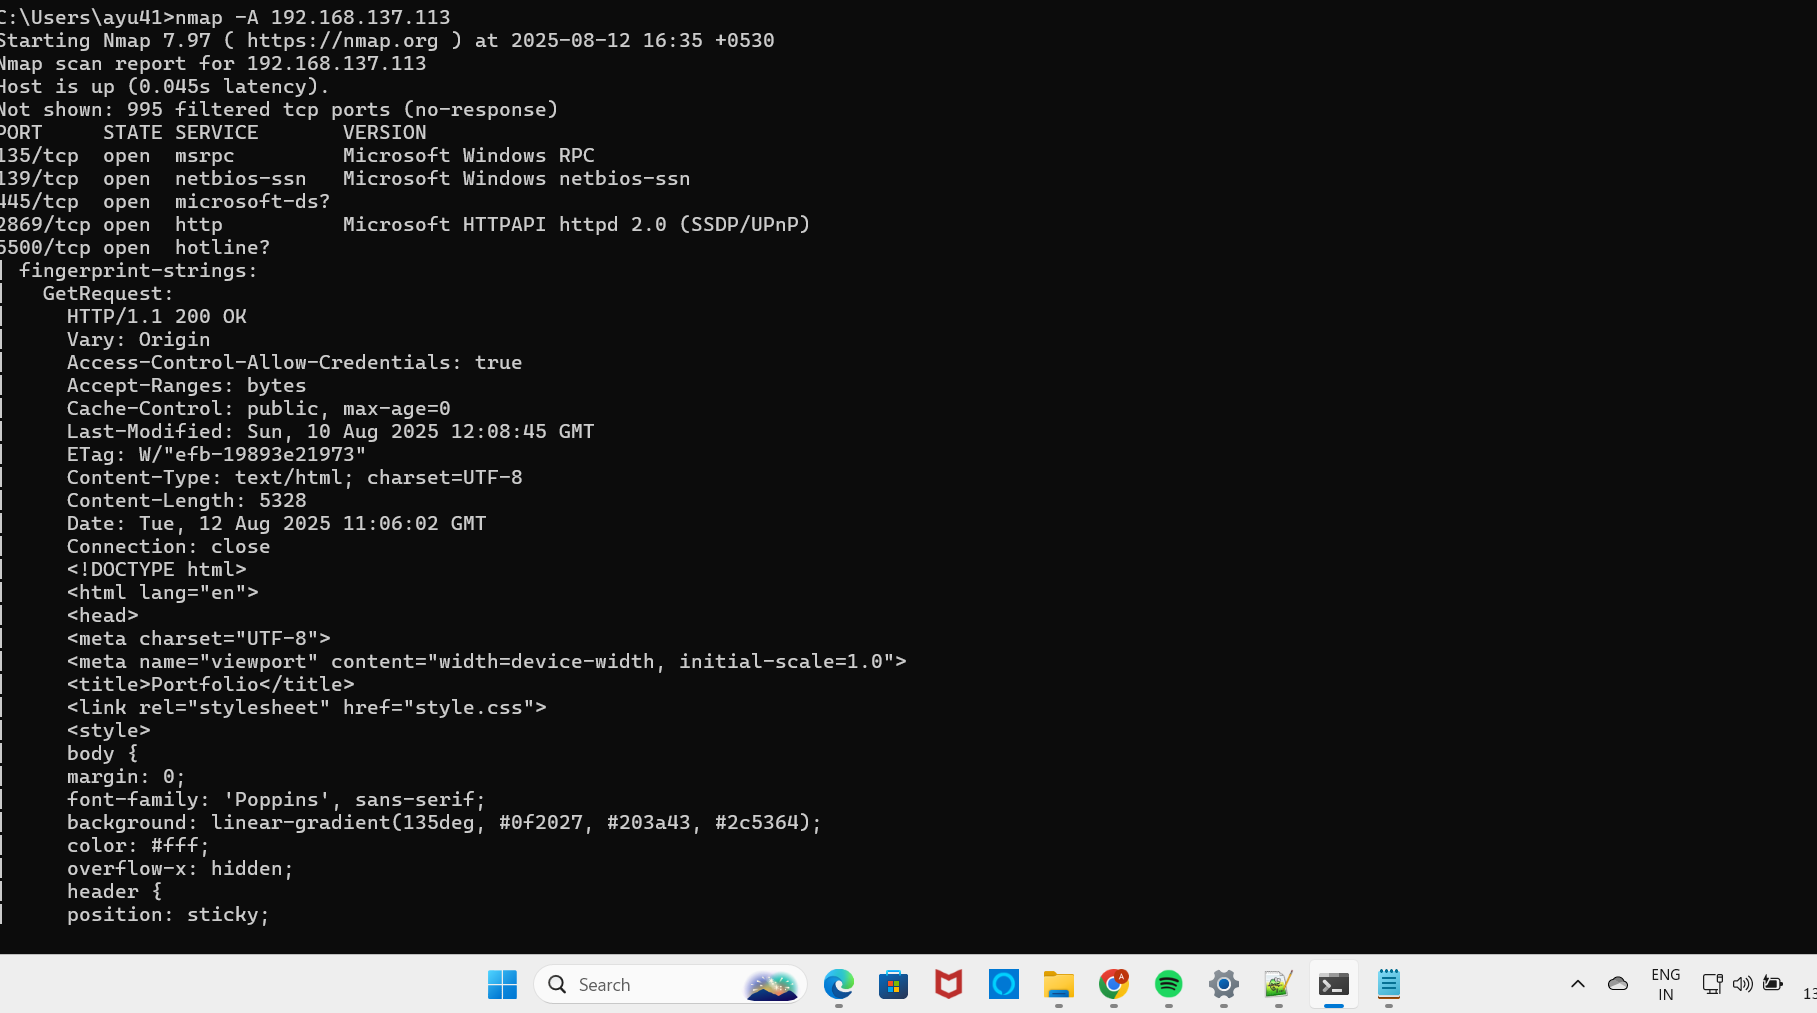 C:\Users\ayu41>nmap -A 192.168.137.113
Starting Nmap 7.97 ( https://nmap.org ) at 2025-08-12 16:35 +0530
Nmap scan report for 192.168.137.113
Host is up (0.045s latency).
Not shown: 995 filtered tcp ports (no-response)
PORT     STATE SERVICE       VERSION
135/tcp  open  msrpc         Microsoft Windows RPC
139/tcp  open  netbios-ssn   Microsoft Windows netbios-ssn
445/tcp  open  microsoft-ds?
2869/tcp open  http          Microsoft HTTPAPI httpd 2.0 (SSDP/UPnP)
5500/tcp open  hotline?
| fingerprint-strings:
|   GetRequest:
|     HTTP/1.1 200 OK
|     Vary: Origin
|     Access-Control-Allow-Credentials: true
|     Accept-Ranges: bytes
|     Cache-Control: public, max-age=0
|     Last-Modified: Sun, 10 Aug 2025 12:08:45 GMT
|     ETag: W/"efb-19893e21973"
|     Content-Type: text/html; charset=UTF-8
|     Content-Length: 5328
|     Date: Tue, 12 Aug 2025 11:06:02 GMT
|     Connection: close
|     <!DOCTYPE html>
|     <html lang="en">
|     <head>
|     <meta charset="UTF-8">
|     <meta name="viewport" content="width=device-width, initial-scale=1.0">
|     <title>Portfolio</title>
|     <link rel="stylesheet" href="style.css">
|     <style>
|     body {
|     margin: 0;
|     font-family: 'Poppins', sans-serif;
|     background: linear-gradient(135deg, #0f2027, #203a43, #2c5364);
|     color: #fff;
|     overflow-x: hidden;
|     header {
|     position: sticky;
Search
ENG
IN